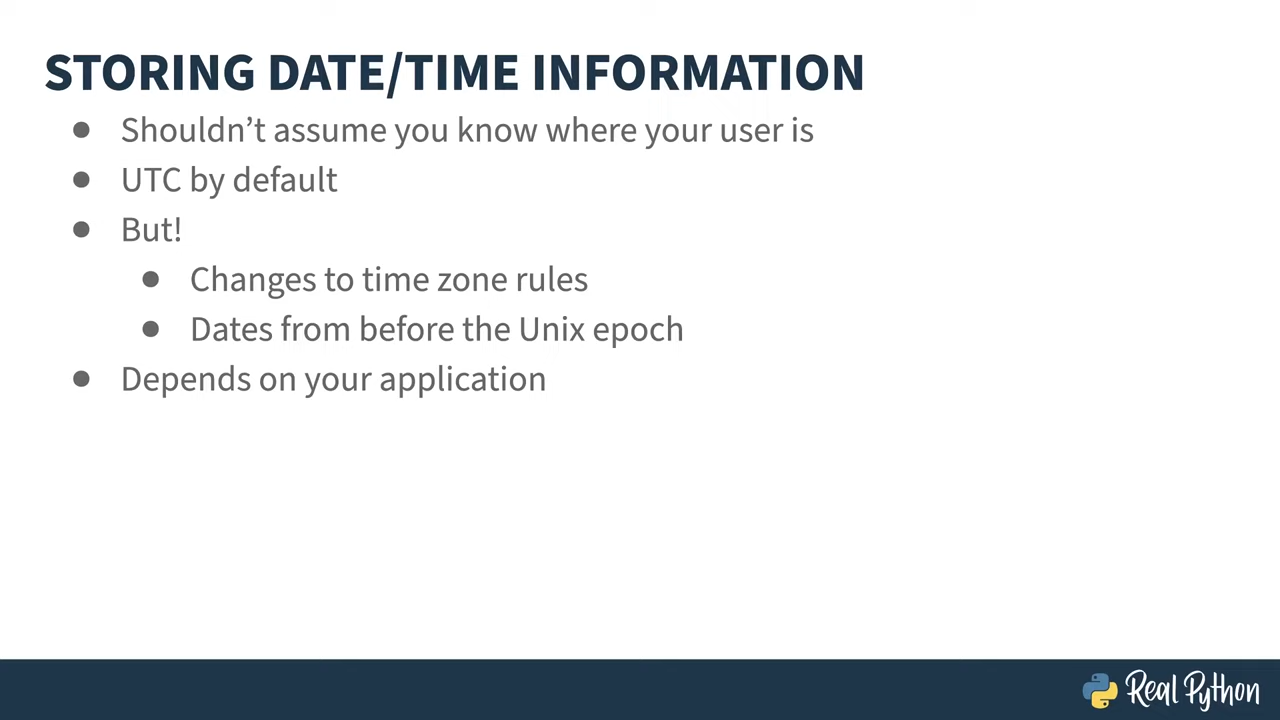 STORING DATE/TIME INFORMATION
● Shouldn’t assume you know where your user is
● UTC by default
● But!
● Changes to time zone rules
● Dates from before the Unix epoch
● Depends on your application
Real Python